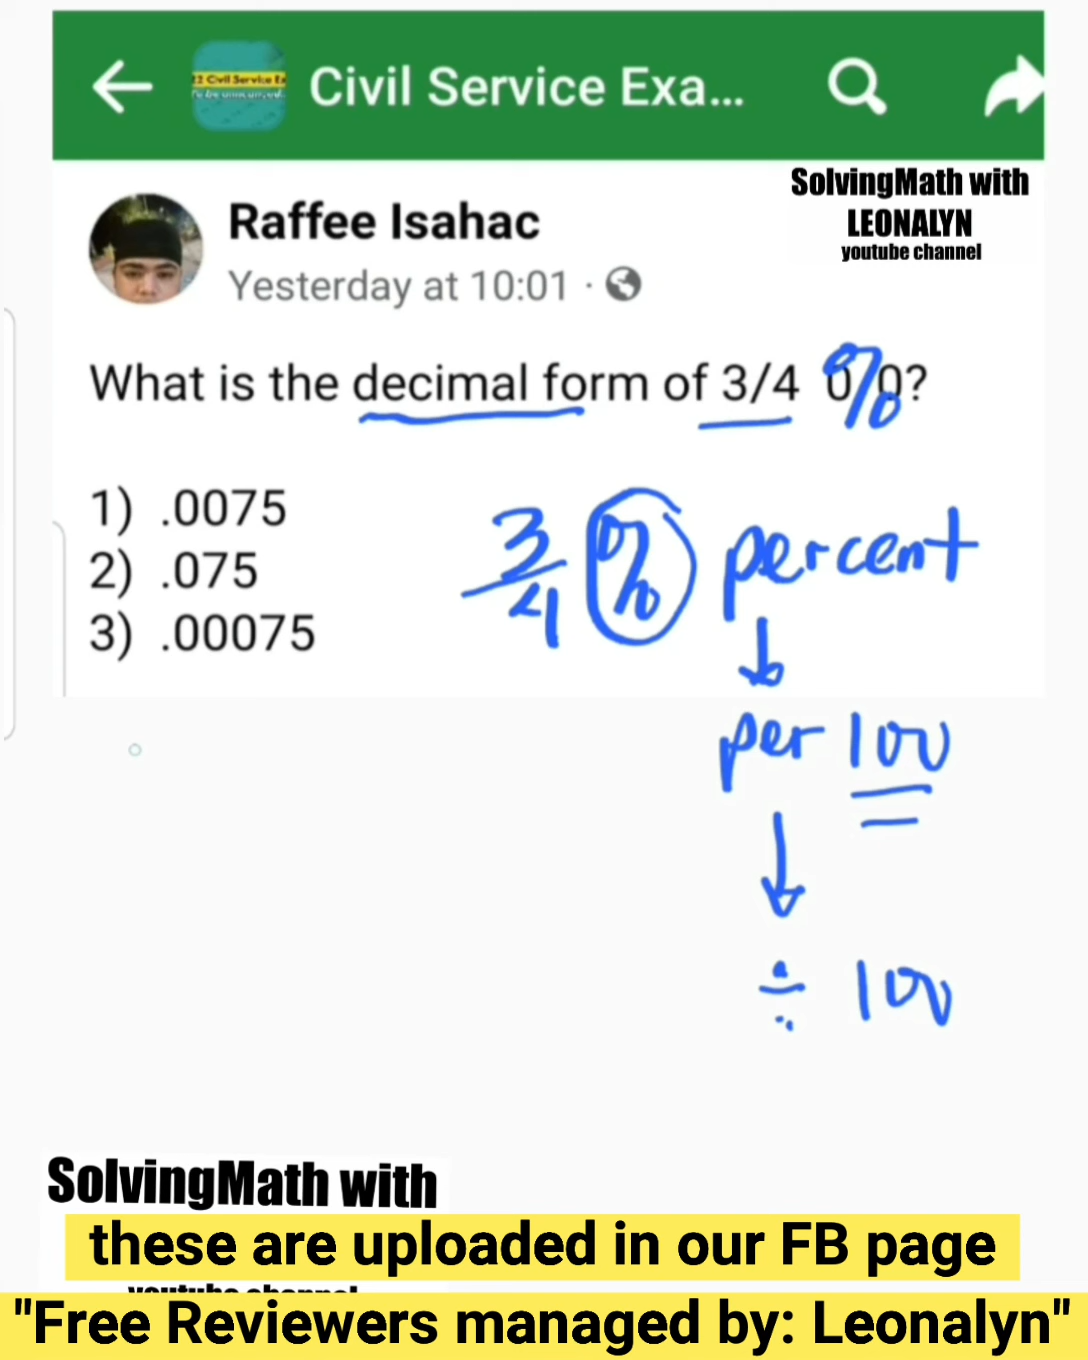 Civil Service Exa...
SolvingMath with
LEONALYN
youtube channel
Raffee Isahac
Yesterday at 10:01 ·
What is the decimal form of 3/4 0/0?
1) .0075
2) .075
3) .00075
3/4 % percent
↓
per 100
↓
÷ 100
SolvingMath with
these are uploaded in our FB page
"Free Reviewers managed by: Leonalyn"